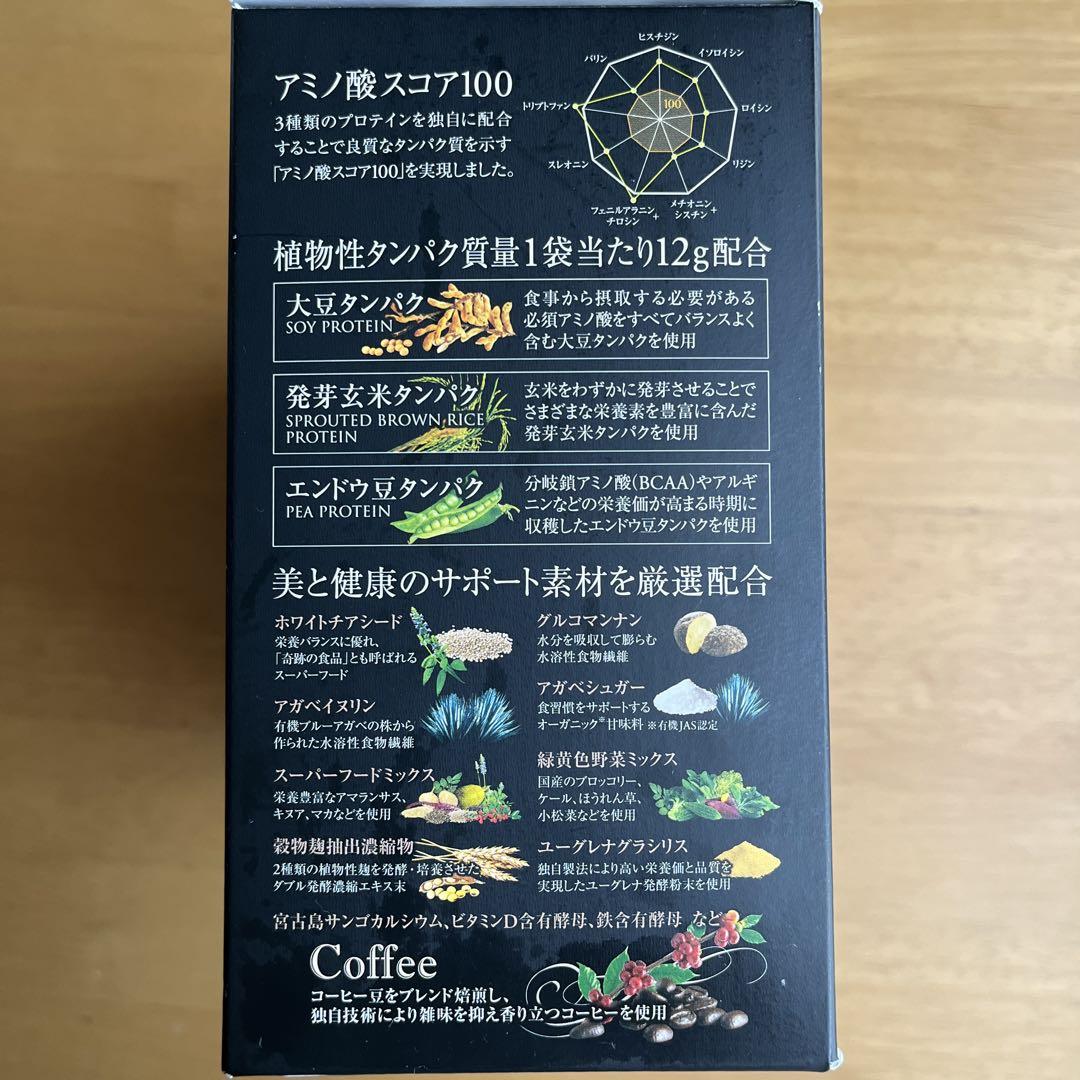 アミノ酸スコア100
3種類のプロテインを独自に配合
することで良質なタンパク質を示す
「アミノ酸スコア100」を実現しました。
ヒスチジン
イソロイシン
ロイシン
リジン
メチオニン+
シスチン
フェニルアラニン+
チロシン
スレオニン
トリプトファン
バリン
100
植物性タンパク質量1袋当たり12g配合
大豆タンパク
SOY PROTEIN
食事から摂取する必要がある
必須アミノ酸をすべてバランスよく
含む大豆タンパクを使用
発芽玄米タンパク
SPROUTED BROWN RICE
PROTEIN
玄米をわずかに発芽させることで
さまざまな栄養素を豊富に含んだ
発芽玄米タンパクを使用
エンドウ豆タンパク
PEA PROTEIN
分岐鎖アミノ酸(BCAA)やアルギ
ニンなどの栄養価が高まる時期に
収穫したエンドウ豆タンパクを使用
美と健康のサポート素材を厳選配合
ホワイトチアシード
栄養バランスに優れ、
「奇跡の食品」とも呼ばれる
スーパーフード
グルコマンナン
水分を吸収して膨らむ
水溶性食物繊維
アガベイヌリン
有機ブルーアガベの株から
作られた水溶性食物繊維
アガベシュガー
食習慣をサポートする
オーガニック※甘味料 ※有機JAS認定
スーパーフードミックス
栄養豊富なアマランサス、
キヌア、マカなどを使用
緑黄色野菜ミックス
国産のブロッコリー、
ケール、ほうれん草、
小松菜などを使用
穀物麹抽出濃縮物
2種類の植物性麹を発酵・培養させた
ダブル発酵濃縮エキス末
ユーグレナグラシリス
独自製法により高い栄養価と品質を
実現したユーグレナ発酵粉末を使用
宮古島サンゴカルシウム、ビタミンD含有酵母、鉄含有酵母 など
Coffee
コーヒー豆をブレンド焙煎し、
独自技術により雑味を抑え香り立つコーヒーを使用